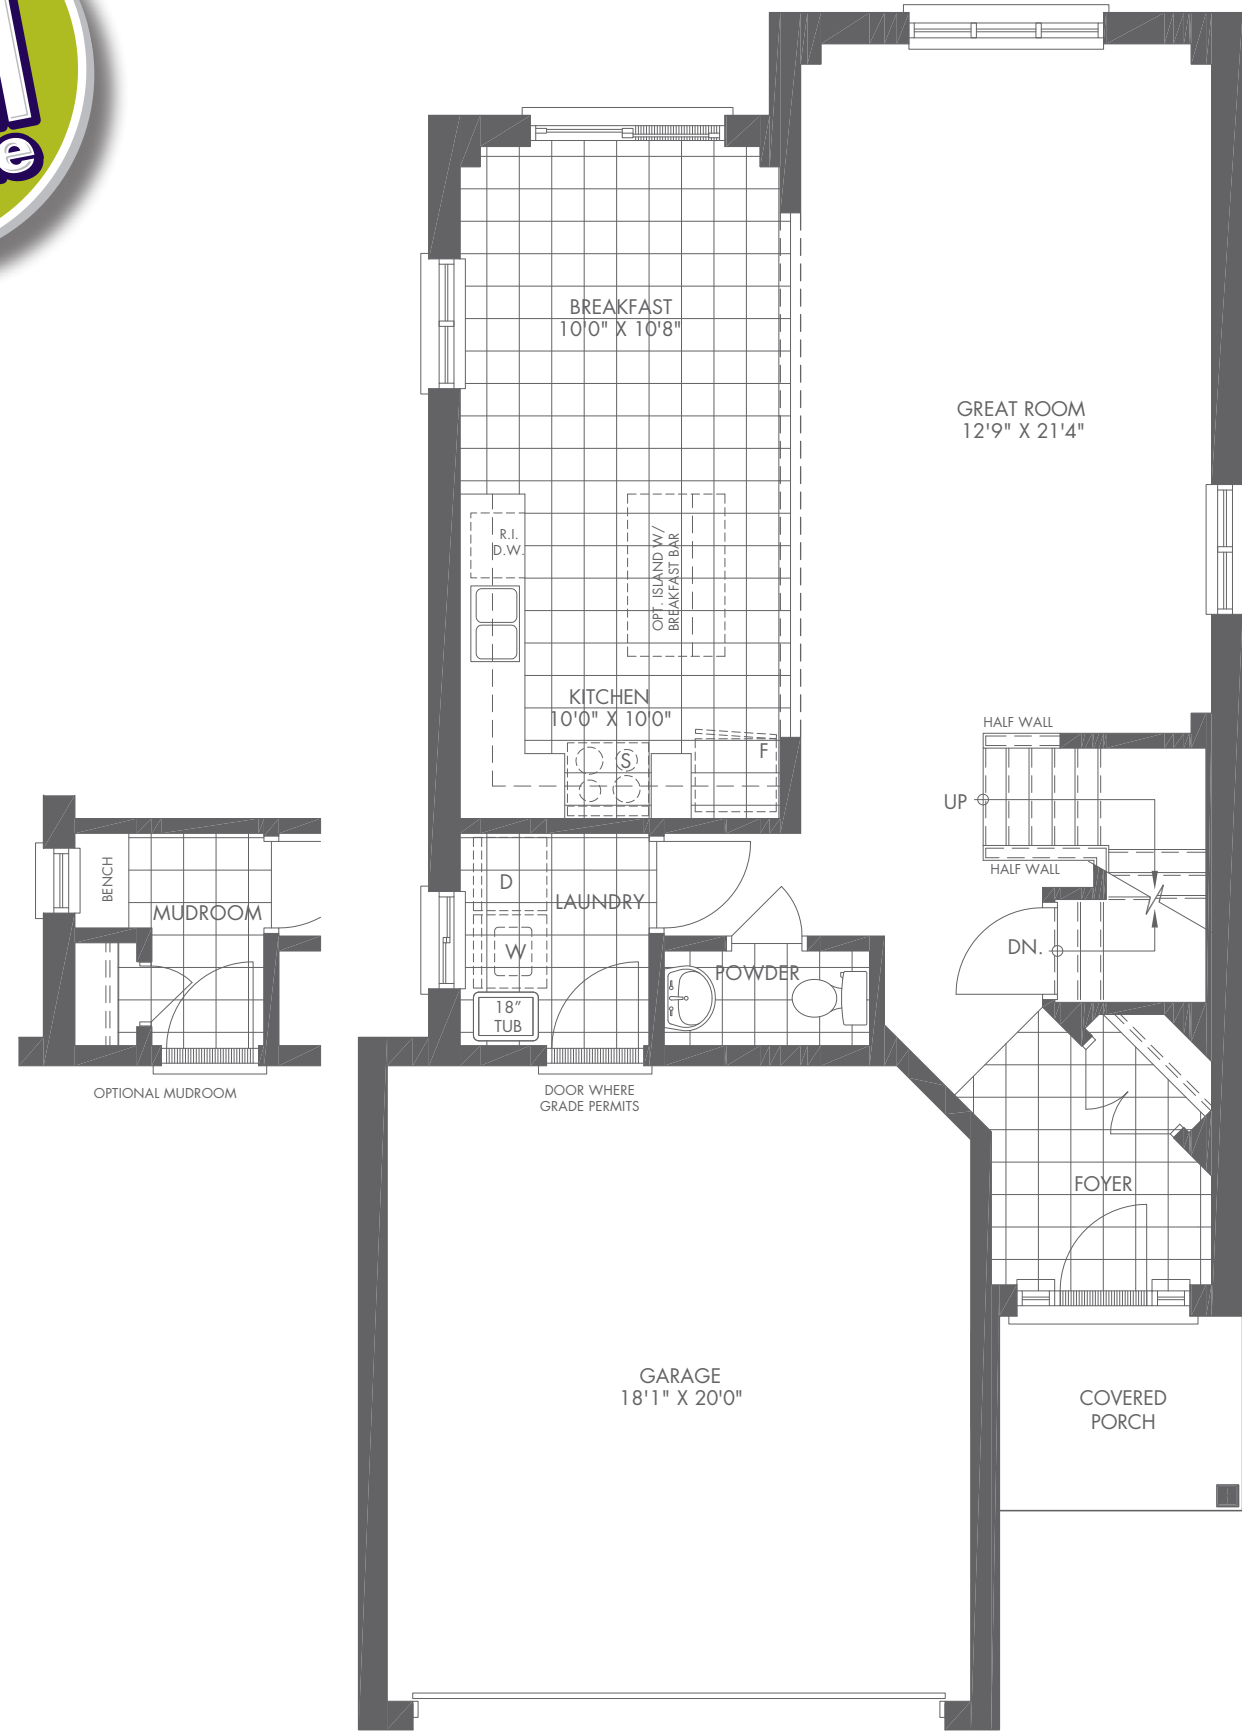 e
BREAKFAST
10'0" X 10'8"
GREAT ROOM
12'9" X 21'4"
R.I.
D.W.
OPT. ISLAND W/
BREAKFAST BAR
KITCHEN
10'0" X 10'0"
S
F
HALF WALL
UP
HALF WALL
BENCH
MUDROOM
D
LAUNDRY
W
POWDER
DN.
18"
TUB
OPTIONAL MUDROOM
DOOR WHERE
GRADE PERMITS
FOYER
GARAGE
18'1" X 20'0"
COVERED
PORCH